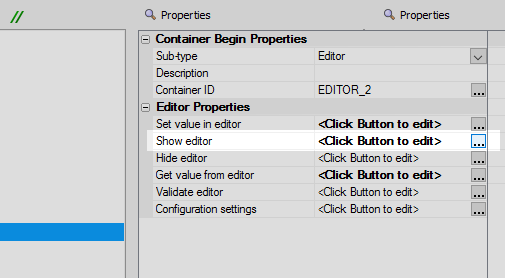 //
Properties Properties
Container Begin Properties
Sub-type Editor
Description
Container ID EDITOR_2 ...
Editor Properties
Set value in editor <Click Button to edit> ...
Show editor <Click Button to edit> ...
Hide editor <Click Button to edit> ...
Get value from editor <Click Button to edit> ...
Validate editor <Click Button to edit> ...
Configuration settings <Click Button to edit> ...